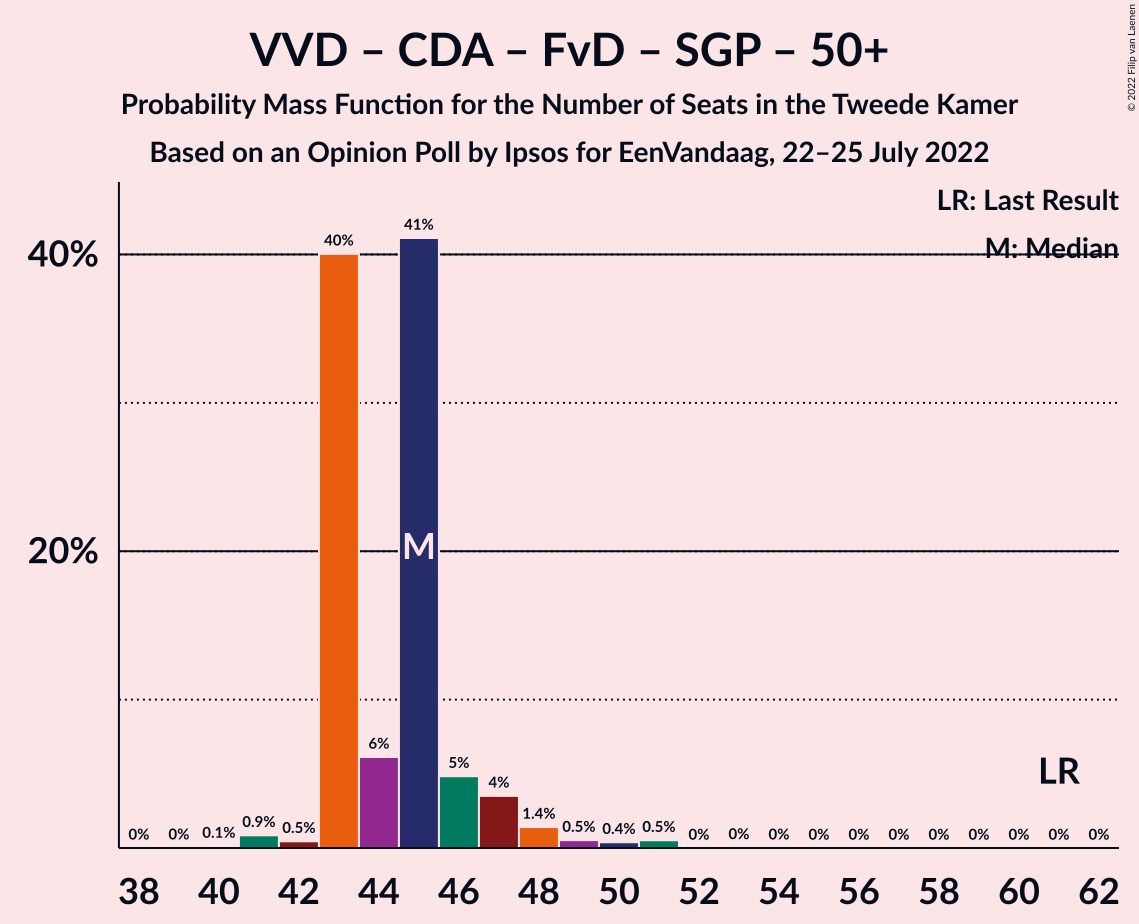 VVD – CDA – FvD – SGP – 50+
Probability Mass Function for the Number of Seats in the Tweede Kamer
Based on an Opinion Poll by Ipsos for EenVandaag, 22–25 July 2022
© 2022 Filip van Laenen
LR: Last Result
M: Median
40%
20%
0% 0% 0.1% 0.9% 0.5% 40% 6% 41% 5% 4% 1.4% 0.5% 0.4% 0.5% 0% 0% 0% 0% 0% 0% 0% 0% 0% 0% 0%
M
LR
38 40 42 44 46 48 50 52 54 56 58 60 62